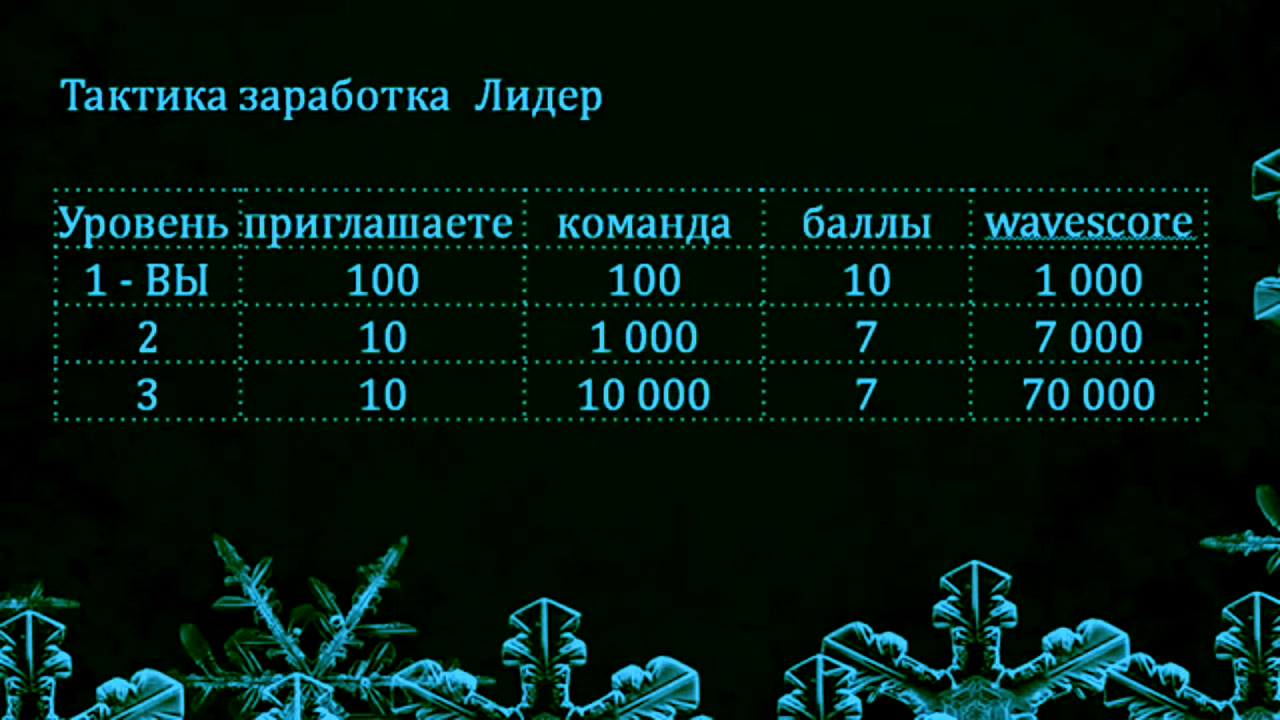 Тактика заработка Лидер
Уровень приглашаете команда баллы wavescore
1 - ВЫ 100 100 10 1 000
2 10 1 000 7 7 000
3 10 10 000 7 70 000